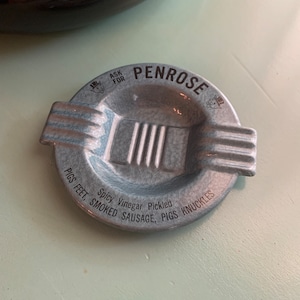 ASK
FOR
PENROSE
Spicy Vinegar Pickled
PIGS FEET, SMOKED SAUSAGE, PIGS KNUCKLES